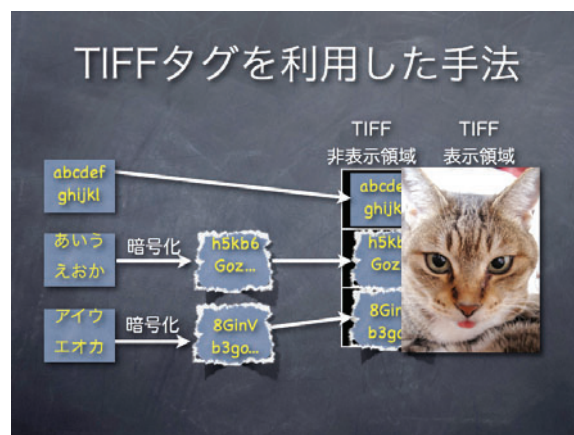 TIFFタグを利用した手法
TIFF
非表示領域
TIFF
表示領域
abcdef
ghijkl
abcde
ghijk
あいう
えおか
暗号化
h5kb6
Goz...
h5kb
Goz
アイウ
エオカ
暗号化
8GinV
b3go...
8Gin
b3go